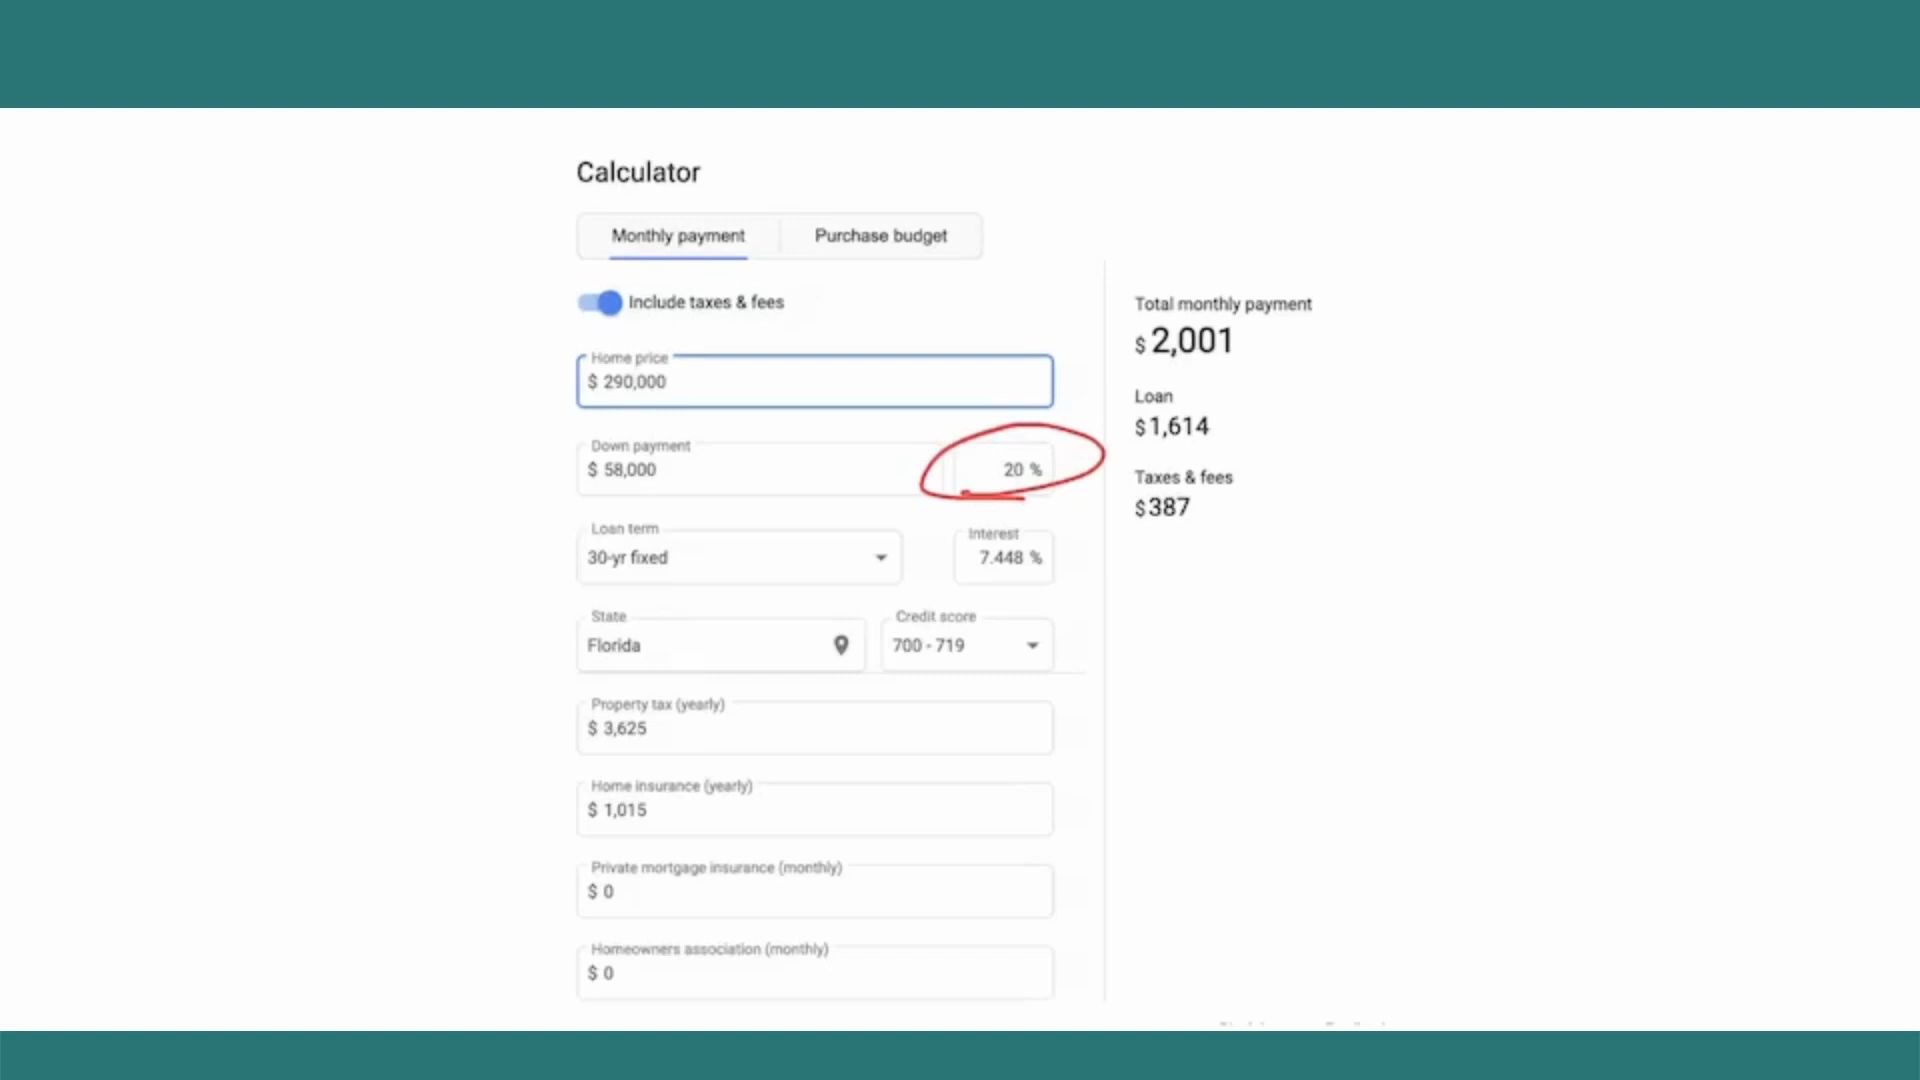 Calculator
Monthly payment
Purchase budget
Include taxes & fees
Home price
$ 290,000
Down payment
$ 58,000
20 %
Loan term
30-yr fixed
Interest
7.448 %
State
Florida
Credit score
700 - 719
Property tax (yearly)
$ 3,625
Home insurance (yearly)
$ 1,015
Private mortgage insurance (monthly)
$ 0
Homeowners association (monthly)
$ 0
Total monthly payment
$ 2,001
Loan
$ 1,614
Taxes & fees
$ 387